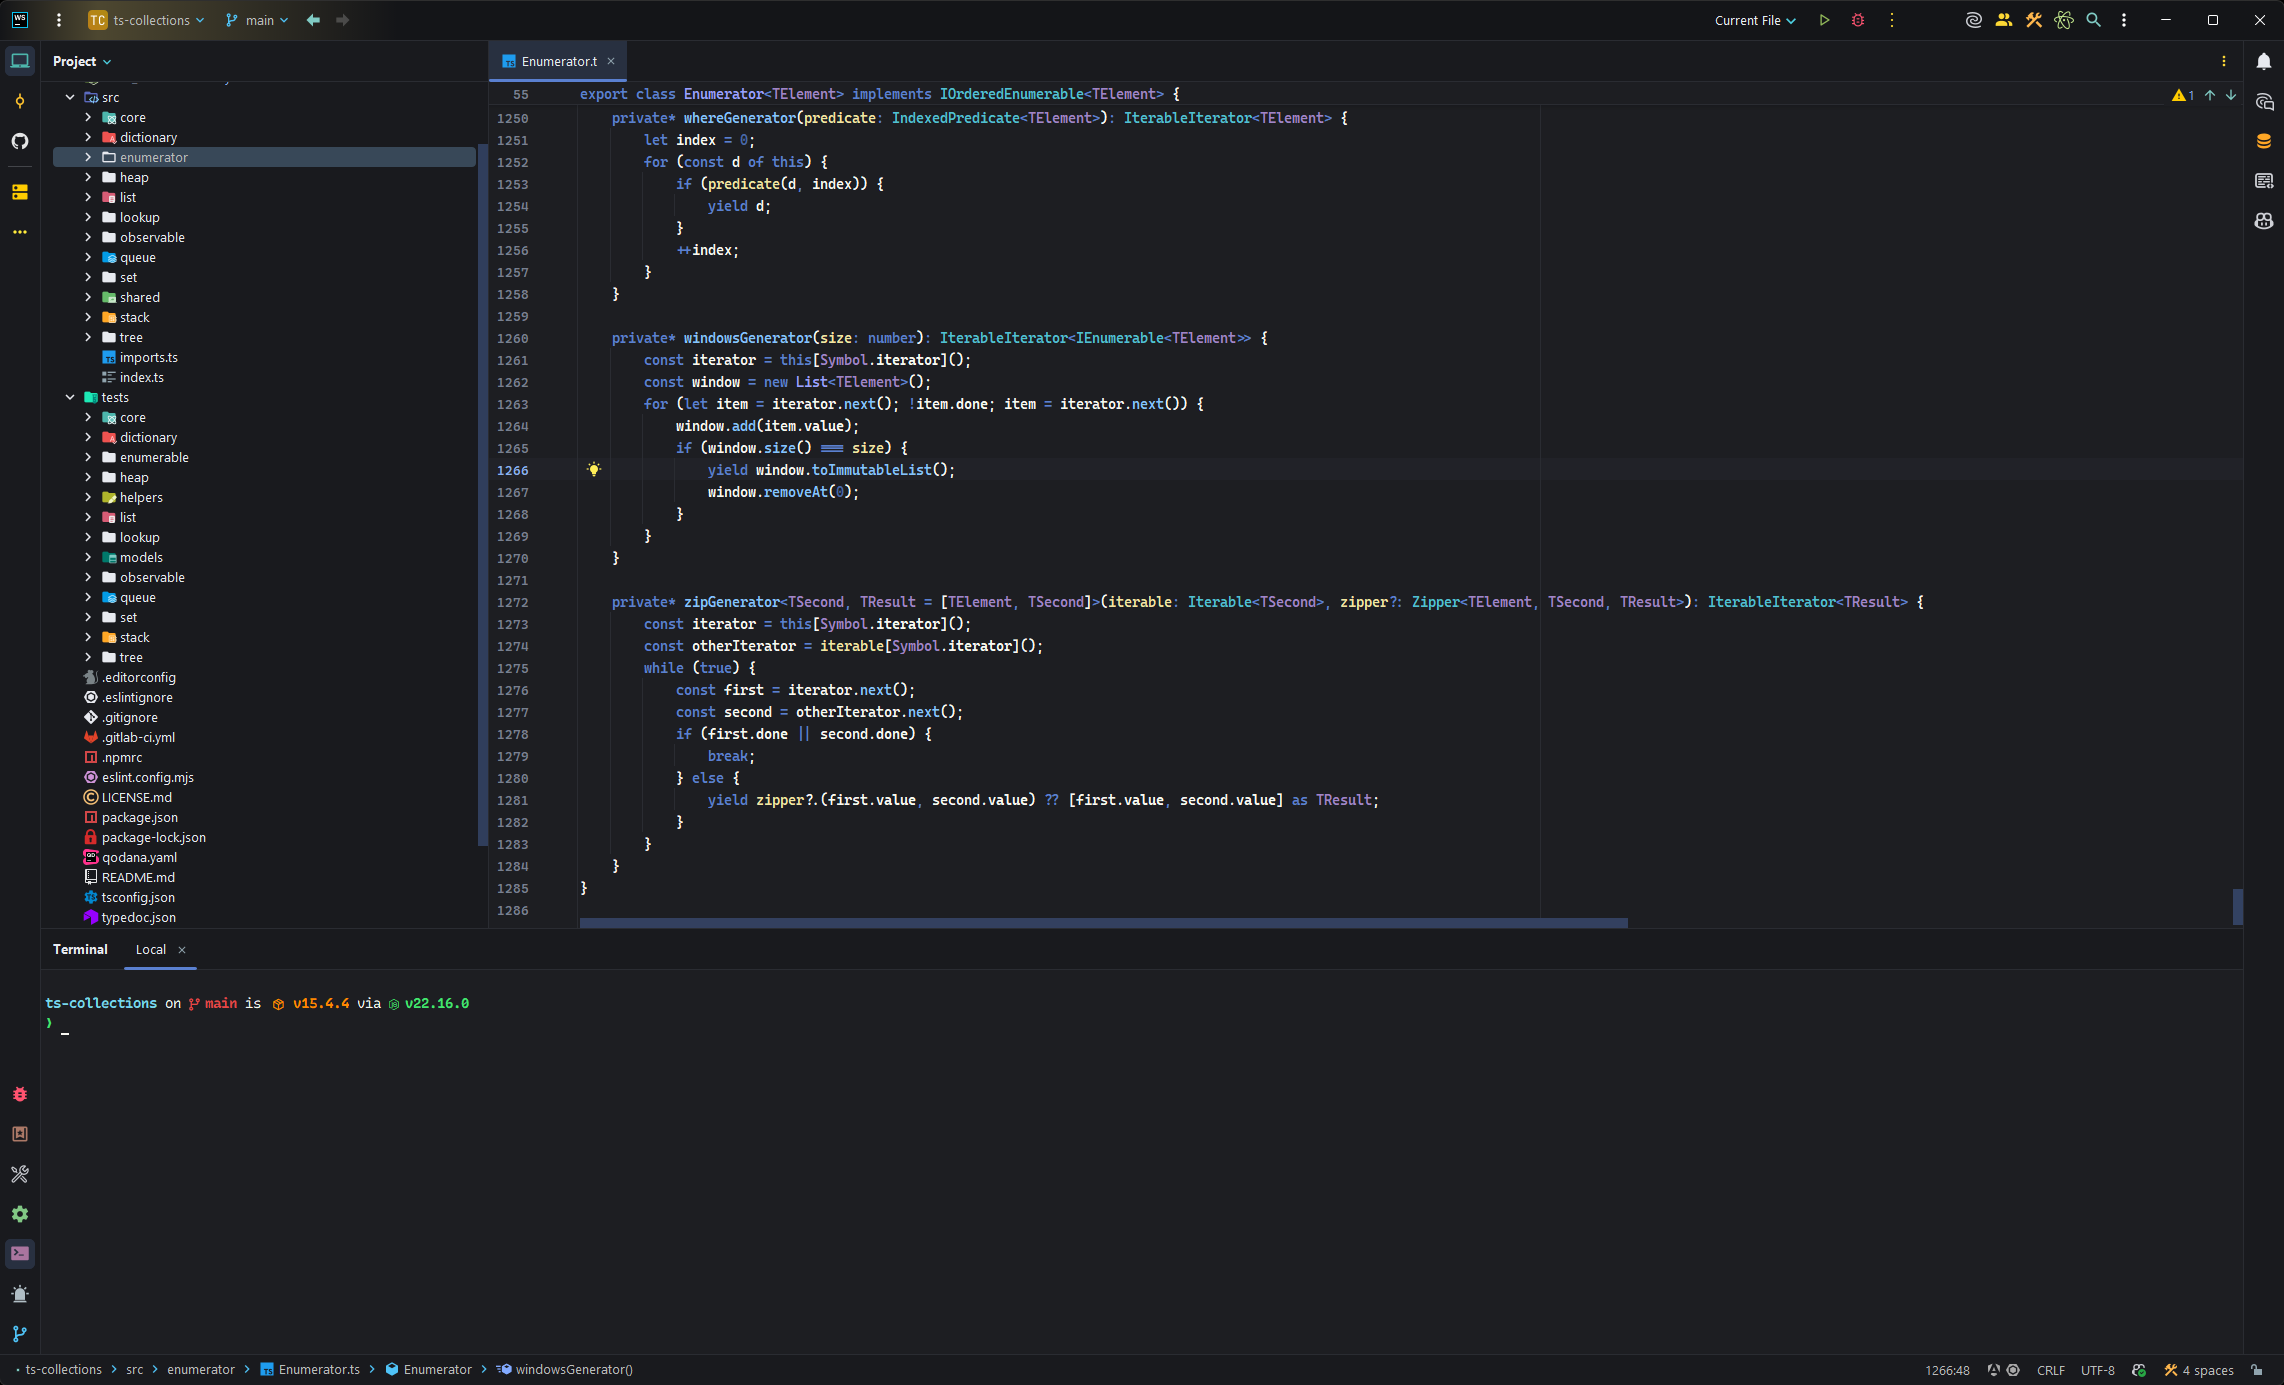 WS
TC ts-collections main
Current File
Project
Enumerator.t
src
core
dictionary
enumerator
heap
list
lookup
observable
queue
set
shared
stack
tree
imports.ts
index.ts
tests
core
dictionary
enumerable
heap
helpers
list
lookup
models
observable
queue
set
stack
tree
.editorconfig
.eslintignore
.gitignore
.gitlab-ci.yml
.npmrc
eslint.config.mjs
LICENSE.md
package.json
package-lock.json
qodana.yaml
README.md
tsconfig.json
typedoc.json
55 export class Enumerator<TElement> implements IOrderedEnumerable<TElement> {
1
1250 private* whereGenerator(predicate: IndexedPredicate<TElement>): IterableIterator<TElement> {
1251 let index = 0;
1252 for (const d of this) {
1253 if (predicate(d, index)) {
1254 yield d;
1255 }
1256 ++index;
1257 }
1258 }
1259
1260 private* windowsGenerator(size: number): IterableIterator<IEnumerable<TElement>> {
1261 const iterator = this[Symbol.iterator]();
1262 const window = new List<TElement>();
1263 for (let item = iterator.next(); !item.done; item = iterator.next()) {
1264 window.add(item.value);
1265 if (window.size() === size) {
1266 yield window.toImmutableList();
1267 window.removeAt(0);
1268 }
1269 }
1270 }
1271
1272 private* zipGenerator<TSecond, TResult = [TElement, TSecond]>(iterable: Iterable<TSecond>, zipper?: Zipper<TElement, TSecond, TResult>): IterableIterator<TResult> {
1273 const iterator = this[Symbol.iterator]();
1274 const otherIterator = iterable[Symbol.iterator]();
1275 while (true) {
1276 const first = iterator.next();
1277 const second = otherIterator.next();
1278 if (first.done || second.done) {
1279 break;
1280 } else {
1281 yield zipper?.(first.value, second.value) ?? [first.value, second.value] as TResult;
1282 }
1283 }
1284 }
1285 }
1286
Terminal Local
ts-collections on main is v15.4.4 via v22.16.0
❯ _
ts-collections > src > enumerator > Enumerator.ts > Enumerator > windowsGenerator()
1266:48 CRLF UTF-8 4 spaces